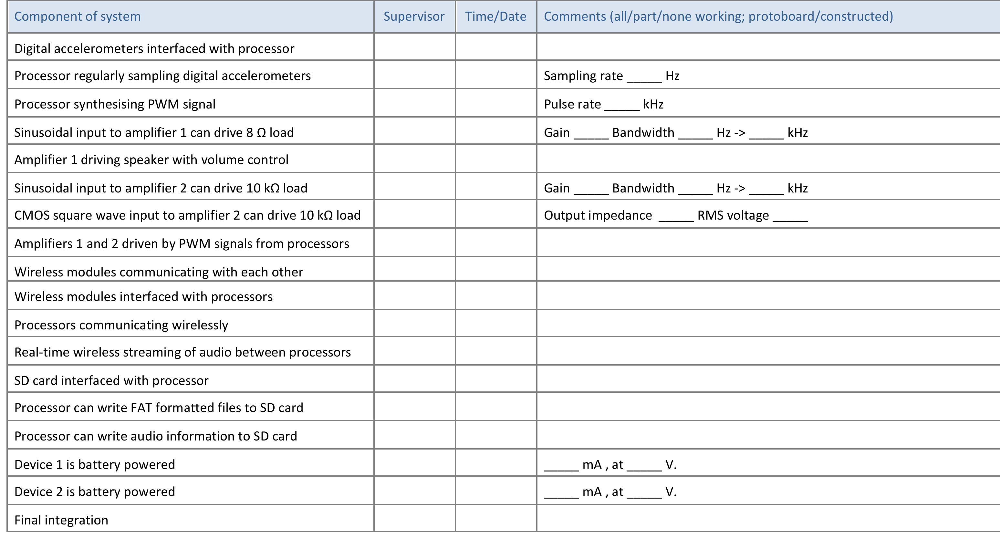 Component of system Supervisor Time/Date Comments (all/part/none working; protoboard/constructed)
Digital accelerometers interfaced with processor
Processor regularly sampling digital accelerometers Sampling rate _____ Hz
Processor synthesising PWM signal Pulse rate _____ kHz
Sinusoidal input to amplifier 1 can drive 8 Ω load Gain _____ Bandwidth _____ Hz -> _____ kHz
Amplifier 1 driving speaker with volume control
Sinusoidal input to amplifier 2 can drive 10 kΩ load Gain _____ Bandwidth _____ Hz -> _____ kHz
CMOS square wave input to amplifier 2 can drive 10 kΩ load Output impedance _____ RMS voltage _____
Amplifiers 1 and 2 driven by PWM signals from processors
Wireless modules communicating with each other
Wireless modules interfaced with processors
Processors communicating wirelessly
Real-time wireless streaming of audio between processors
SD card interfaced with processor
Processor can write FAT formatted files to SD card
Processor can write audio information to SD card
Device 1 is battery powered _____ mA , at _____ V.
Device 2 is battery powered _____ mA , at _____ V.
Final integration